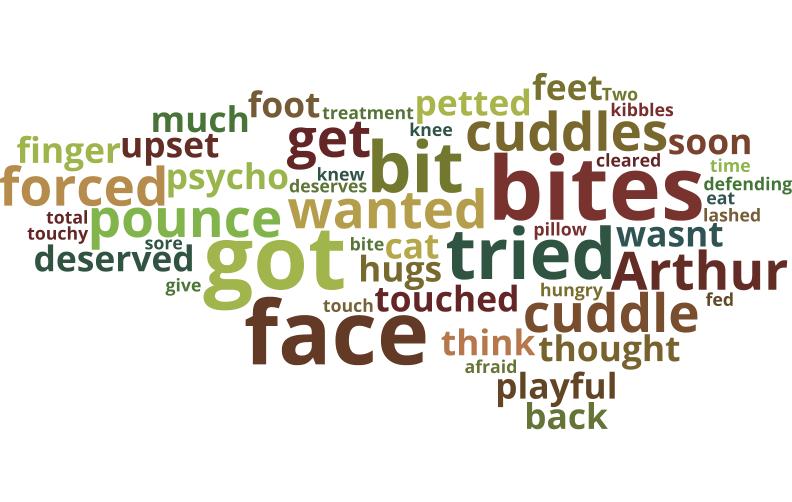 feet Two
foot treatment petted kibbles
much get knee cuddles soon
finger upset bit cleared time
forced psycho knew deserves bites defending
total pounce wanted eat lashed
touchy sore got bite cat tried pillow wasnt
deserved hugs Arthur
give touch touched hungry fed
face cuddle
think thought
afraid
playful
back